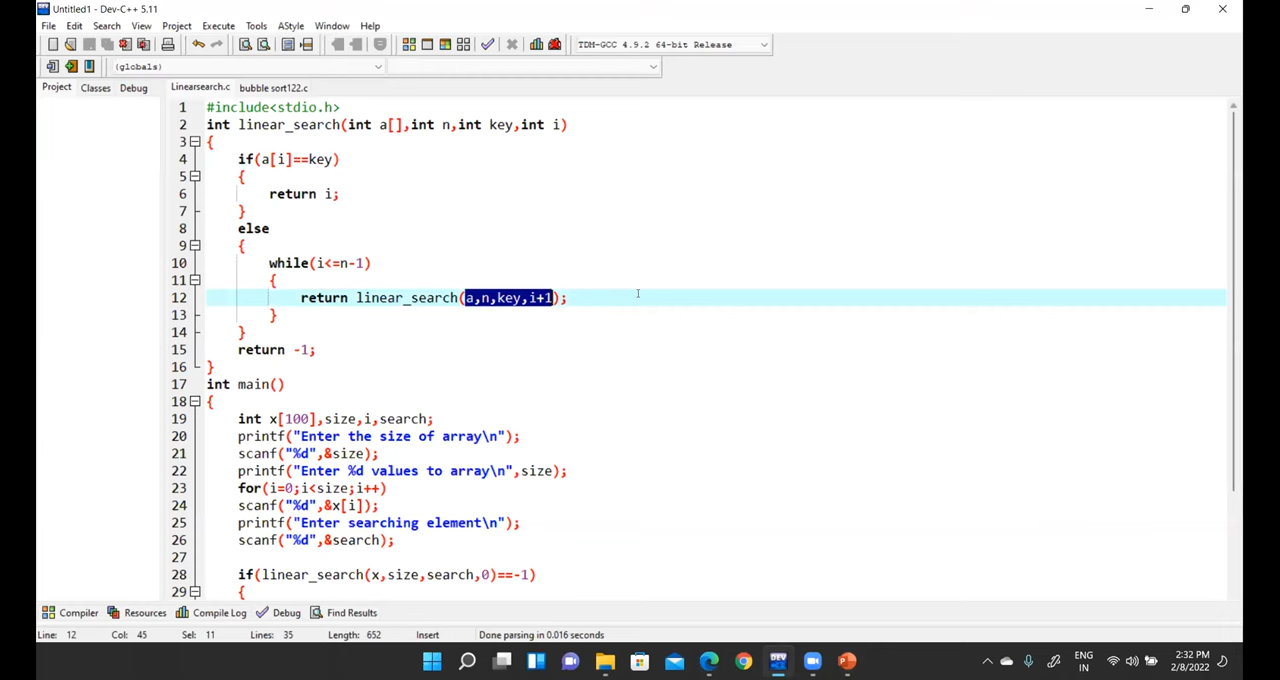 Untitled1 - Dev-C++ 5.11
File Edit Search View Project Execute Tools AStyle Window Help
TDM-GCC 4.9.2 64-bit Release
(globals)
Project Classes Debug Linearsearch.c bubble sort122.c
1 #include<stdio.h>
2 int linear_search(int a[],int n,int key,int i)
3 {
4 if(a[i]==key)
5 {
6 return i;
7 }
8 else
9 {
10 while(i<=n-1)
11 {
12 return linear_search(a,n,key,i+1);
13 }
14 }
15 return -1;
16 }
17 int main()
18 {
19 int x[100],size,i,search;
20 printf("Enter the size of array\n");
21 scanf("%d",&size);
22 printf("Enter %d values to array\n",size);
23 for(i=0;i<size;i++)
24 scanf("%d",&x[i]);
25 printf("Enter searching element\n");
26 scanf("%d",&search);
27
28 if(linear_search(x,size,search,0)==-1)
29 {
Compiler Resources Compile Log Debug Find Results
Line: 12 Col: 45 Sel: 11 Lines: 35 Length: 652 Insert Done parsing in 0.016 seconds
DEV
ENG
IN
2:32 PM
2/8/2022